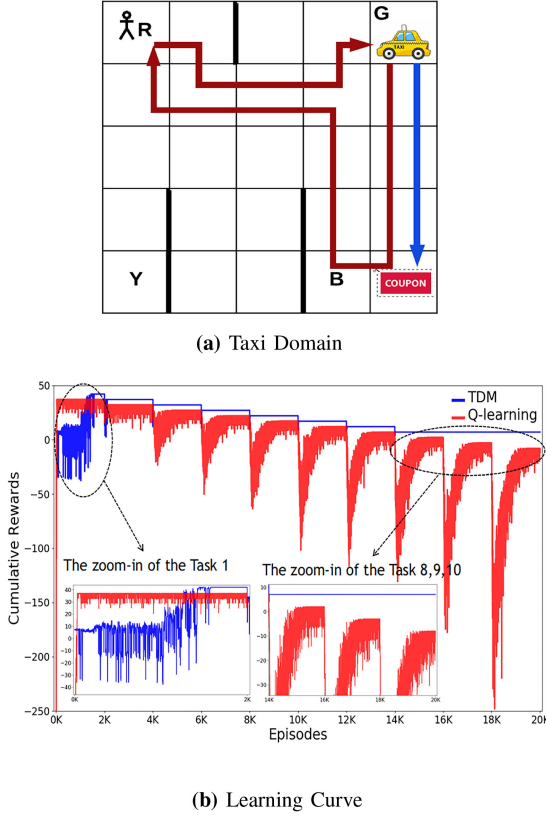 G
R
TAXI
Y
B
COUPON
(a) Taxi Domain
50
TDM
Q-learning
0
−50
−100
−150
−200
−250
Cumulative Rewards
The zoom-in of the Task 1
The zoom-in of the Task 8,9,10
40
30
20
10
0
−10
−20
−30
−40
0K
2K
10
0
−10
−20
−30
14K
16K
18K
20K
0K
2K
4K
6K
8K
10K
12K
14K
16K
18K
20K
Episodes
(b) Learning Curve